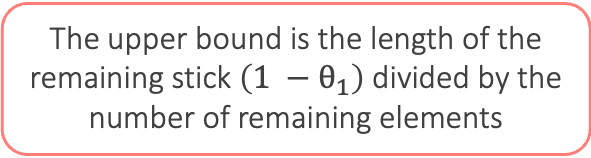 The upper bound is the length of the
remaining stick (1 − θ₁) divided by the
number of remaining elements